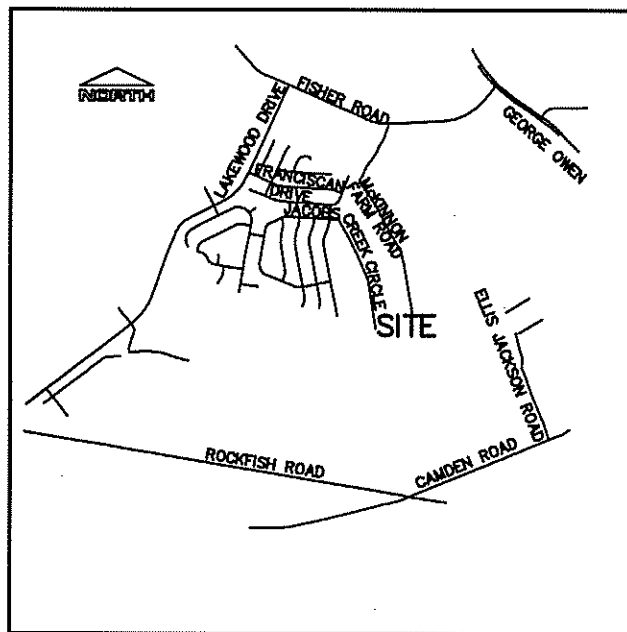 NORTH
FISHER ROAD
LAKEWOOD DRIVE
GEORGE OWEN
FRANCISCAN
DRIVE
McKINNON
FARM ROAD
JACOBS
CREEK CIRCLE
SITE
ELLIS JACKSON ROAD
ROCKFISH ROAD
CAMDEN ROAD